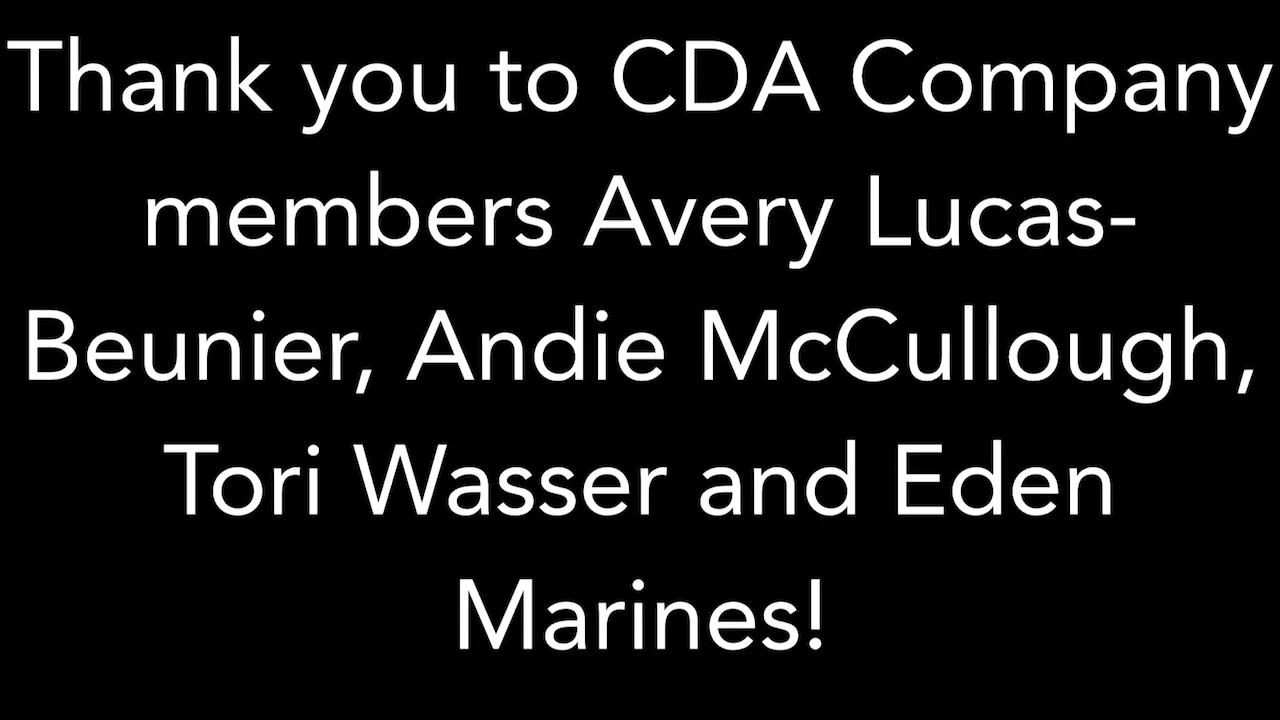 Thank you to CDA Company
members Avery Lucas-
Beunier, Andie McCullough,
Tori Wasser and Eden
Marines!